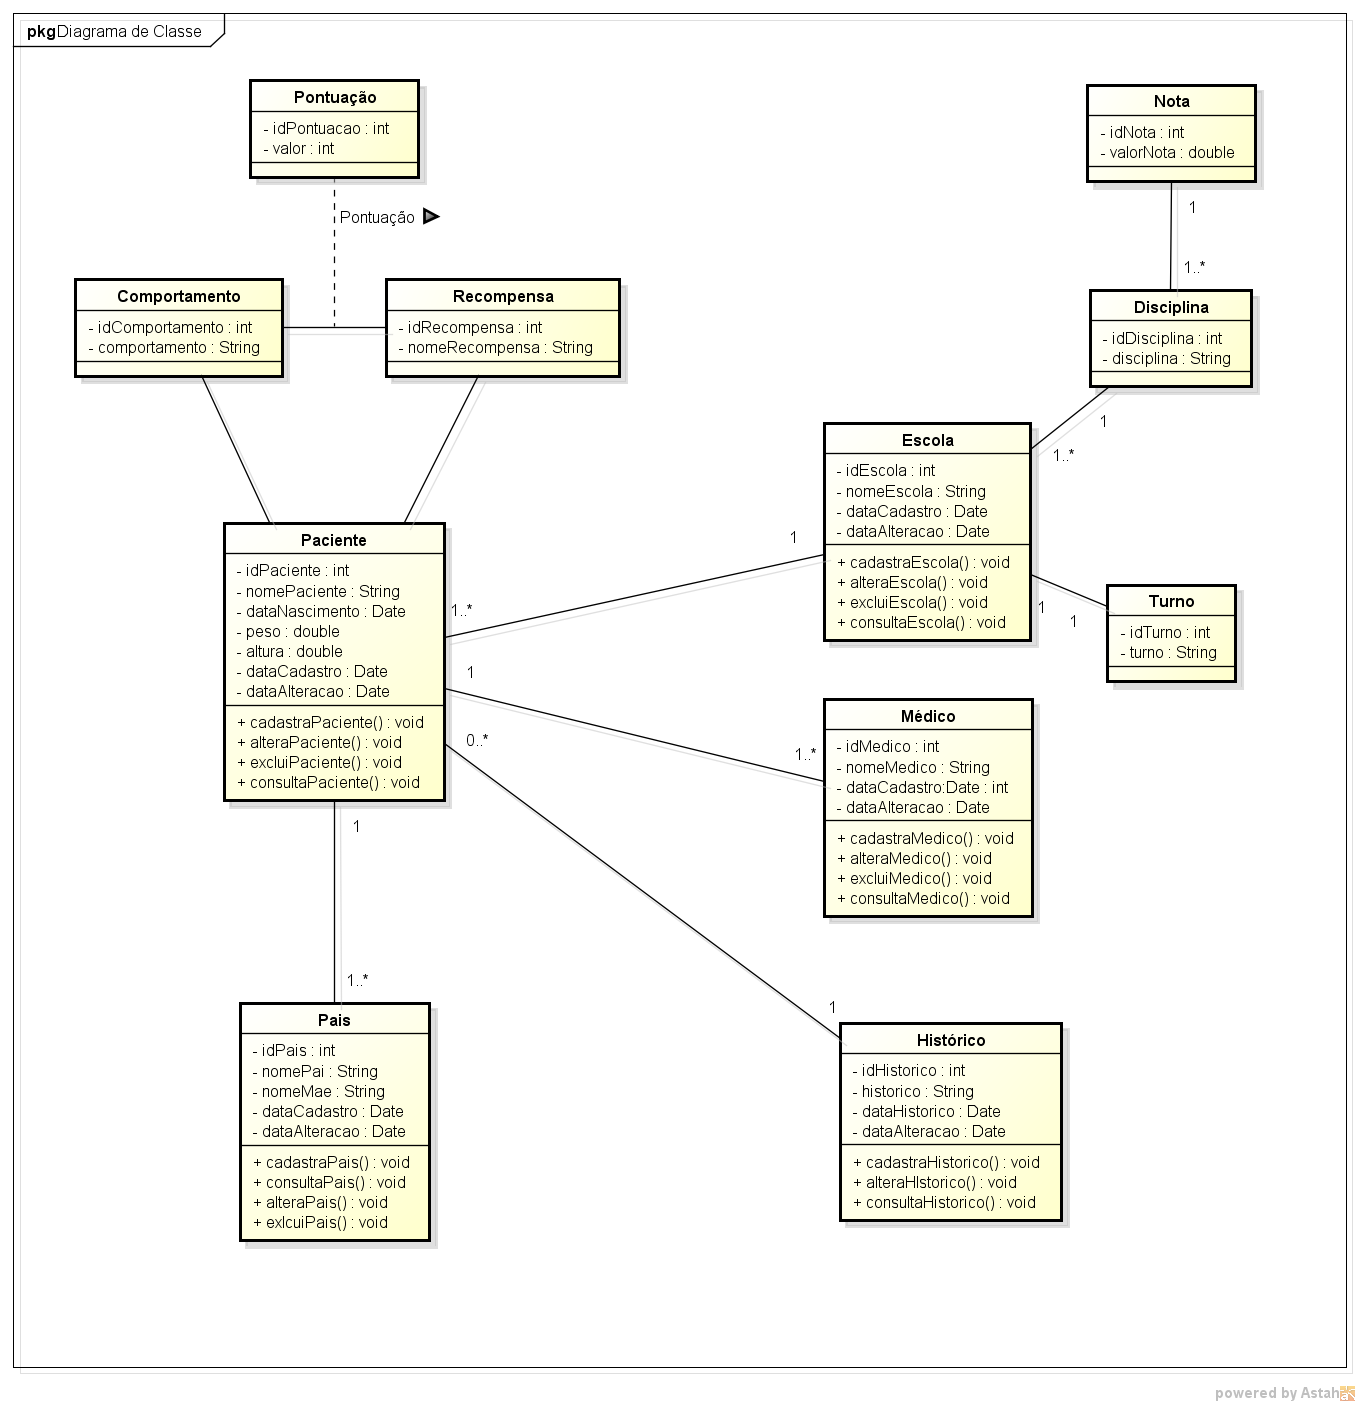 pkg Diagrama de Classe
Pontuação
- idPontuacao : int
- valor : int
Pontuação
Nota
- idNota : int
- valorNota : double
1
1..*
Comportamento
- idComportamento : int
- comportamento : String
Recompensa
- idRecompensa : int
- nomeRecompensa : String
Disciplina
- idDisciplina : int
- disciplina : String
1
1..*
Escola
- idEscola : int
- nomeEscola : String
- dataCadastro : Date
- dataAlteracao : Date
+ cadastraEscola() : void
+ alteraEscola() : void
+ excluiEscola() : void
+ consultaEscola() : void
1
1
Turno
- idTurno : int
- turno : String
Paciente
- idPaciente : int
- nomePaciente : String
- dataNascimento : Date
- peso : double
- altura : double
- dataCadastro : Date
- dataAlteracao : Date
+ cadastraPaciente() : void
+ alteraPaciente() : void
+ excluiPaciente() : void
+ consultaPaciente() : void
1
1..*
1
1..*
0..*
1
1
1..*
Médico
- idMedico : int
- nomeMedico : String
- dataCadastro:Date : int
- dataAlteracao : Date
+ cadastraMedico() : void
+ alteraMedico() : void
+ excluiMedico() : void
+ consultaMedico() : void
Pais
- idPais : int
- nomePai : String
- nomeMae : String
- dataCadastro : Date
- dataAlteracao : Date
+ cadastraPais() : void
+ consultaPais() : void
+ alteraPais() : void
+ exlcuiPais() : void
Histórico
- idHistorico : int
- historico : String
- dataHistorico : Date
- dataAlteracao : Date
+ cadastraHistorico() : void
+ alteraHIstorico() : void
+ consultaHistorico() : void
powered by Astah